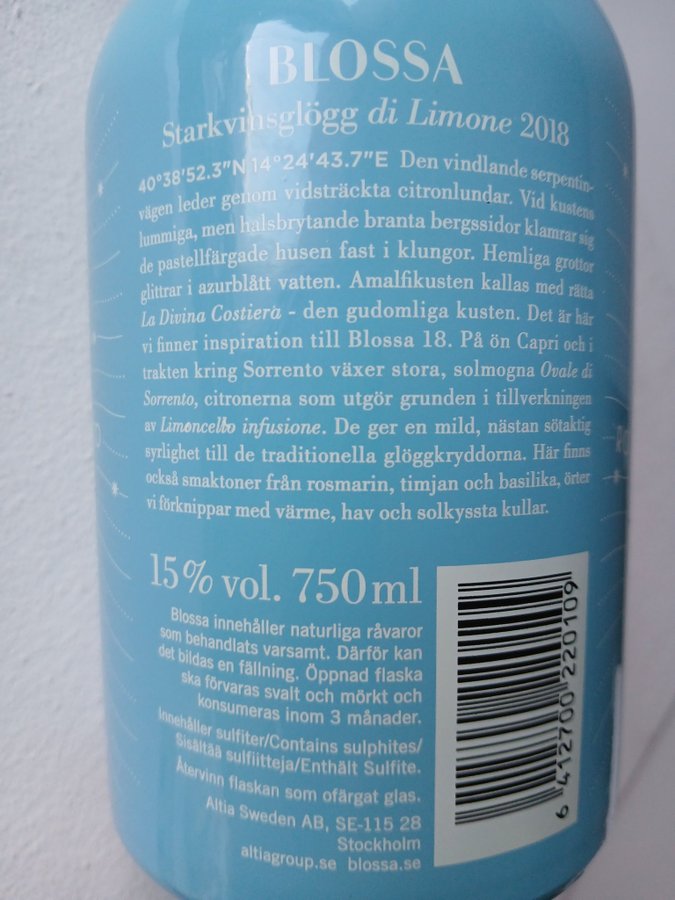 BLOSSA
Starkvinsglögg di Limone 2018
40°38'52.3"N 14°24'43.7"E Den vindlande serpentin-
vägen leder genom vidsträckta citronlundar. Vid kustens
lummiga, men halsbrytande branta bergssidor klamrar sig
de pastellfärgade husen fast i klungor. Hemliga grottor
glittrar i azurblått vatten. Amalfikusten kallas med rätta
La Divina Costiera - den gudomliga kusten. Det är här
vi finner inspiration till Blossa 18. På ön Capri och i
trakten kring Sorrento växer stora, solmogna Ovale di
Sorrento, citronerna som utgör grunden i tillverkningen
av Limoncello infusione. De ger en mild, nästan sötaktig
syrlighet till de traditionella glöggkryddorna. Här finns
också smaktoner från rosmarin, timjan och basilika, örter
vi förknippar med värme, hav och solkyssta kullar.
15% vol. 750 ml
Blossa innehåller naturliga råvaror
som behandlats varsamt. Därför kan
det bildas en fällning. Öppnad flaska
ska förvaras svalt och mörkt och
konsumeras inom 3 månader.
Innehåller sulfiter/Contains sulphites/
Sisältää sulfiitteja/Enthält Sulfite.
Återvinn flaskan som ofärgat glas.
Altia Sweden AB, SE-115 28
Stockholm
altiagroup.se blossa.se
6 412700 220109